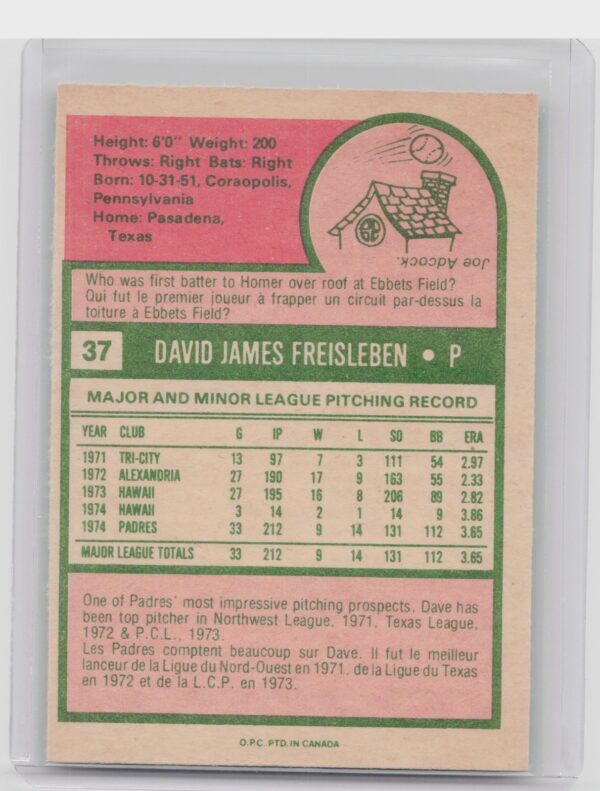 Height: 6'0" Weight: 200
Throws: Right Bats: Right
Born: 10-31-51, Coraopolis,
Pennsylvania
Home: Pasadena,
Texas
Joe Adcock.
Who was first batter to Homer over roof at Ebbets Field?
Qui fut le premier joueur à frapper un circuit par-dessus la
toiture à Ebbets Field?
37 DAVID JAMES FREISLEBEN • P
MAJOR AND MINOR LEAGUE PITCHING RECORD
YEAR CLUB G IP W L SO BB ERA
1971 TRI-CITY 13 97 7 3 111 54 2.97
1972 ALEXANDRIA 27 190 17 9 163 55 2.33
1973 HAWAII 27 195 16 8 206 89 2.82
1974 HAWAII 3 14 2 1 14 9 3.86
1974 PADRES 33 212 9 14 131 112 3.65
MAJOR LEAGUE TOTALS 33 212 9 14 131 112 3.65
One of Padres' most impressive pitching prospects, Dave has
been top pitcher in Northwest League, 1971, Texas League,
1972 & P.C.L., 1973.
Les Padres comptent beaucoup sur Dave. Il fut le meilleur
lanceur de la Ligue du Nord-Ouest en 1971, de la Ligue du Texas
en 1972 et de la L.C.P. en 1973.
O.P.C. PTD. IN CANADA